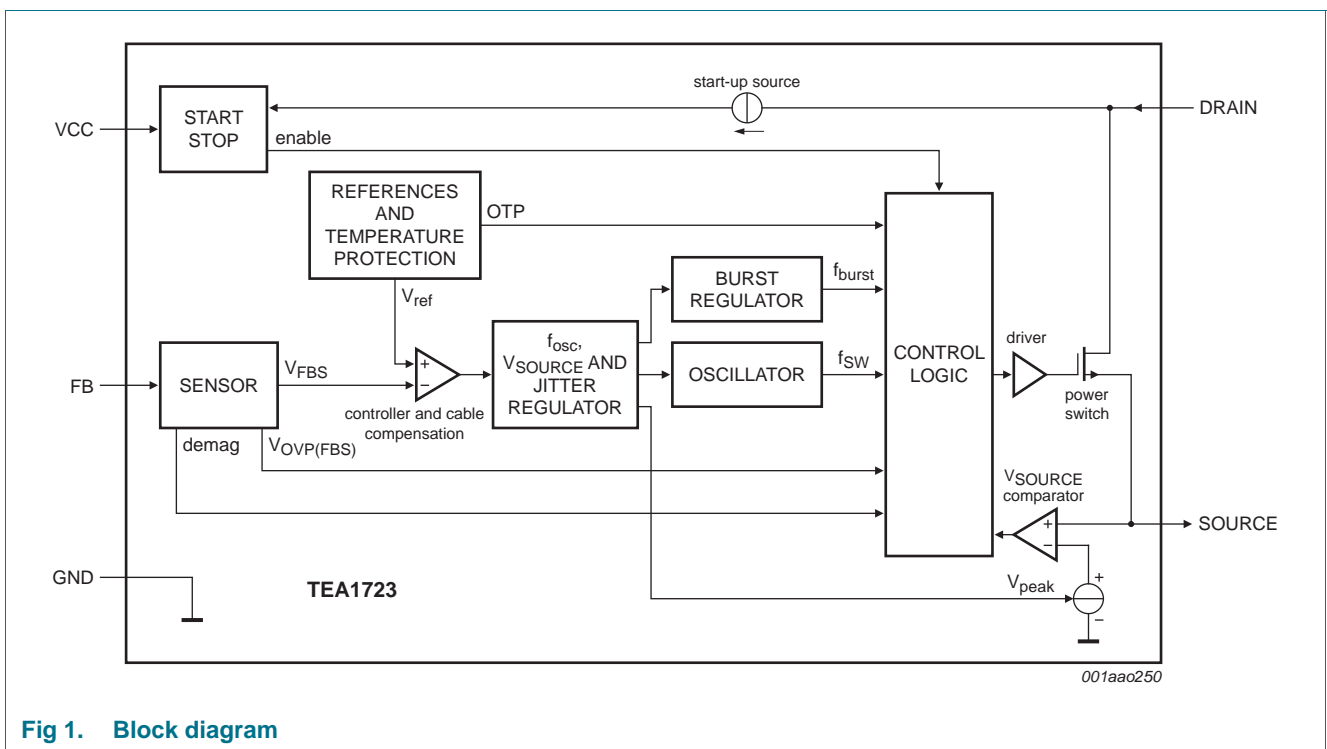 start-up source
VCC
START
STOP
DRAIN
enable
REFERENCES
AND
TEMPERATURE
PROTECTION
OTP
Vref
BURST
REGULATOR
fburst
FB
SENSOR
VFBS
+
−
controller and cable
compensation
fosc,
VSOURCE AND
JITTER
REGULATOR
OSCILLATOR
fSW
CONTROL
LOGIC
driver
power
switch
demag
VOVP(FBS)
VSOURCE
comparator
+
−
SOURCE
GND
TEA1723
Vpeak
+
−
001aao250
Fig 1. Block diagram